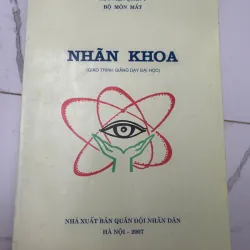 BỘ MÔN MẮT
NHÃN KHOA
(GIÁO TRÌNH GIẢNG DẠY ĐẠI HỌC)
NHÀ XUẤT BẢN QUÂN ĐỘI NHÂN DÂN
HÀ NỘI - 2007